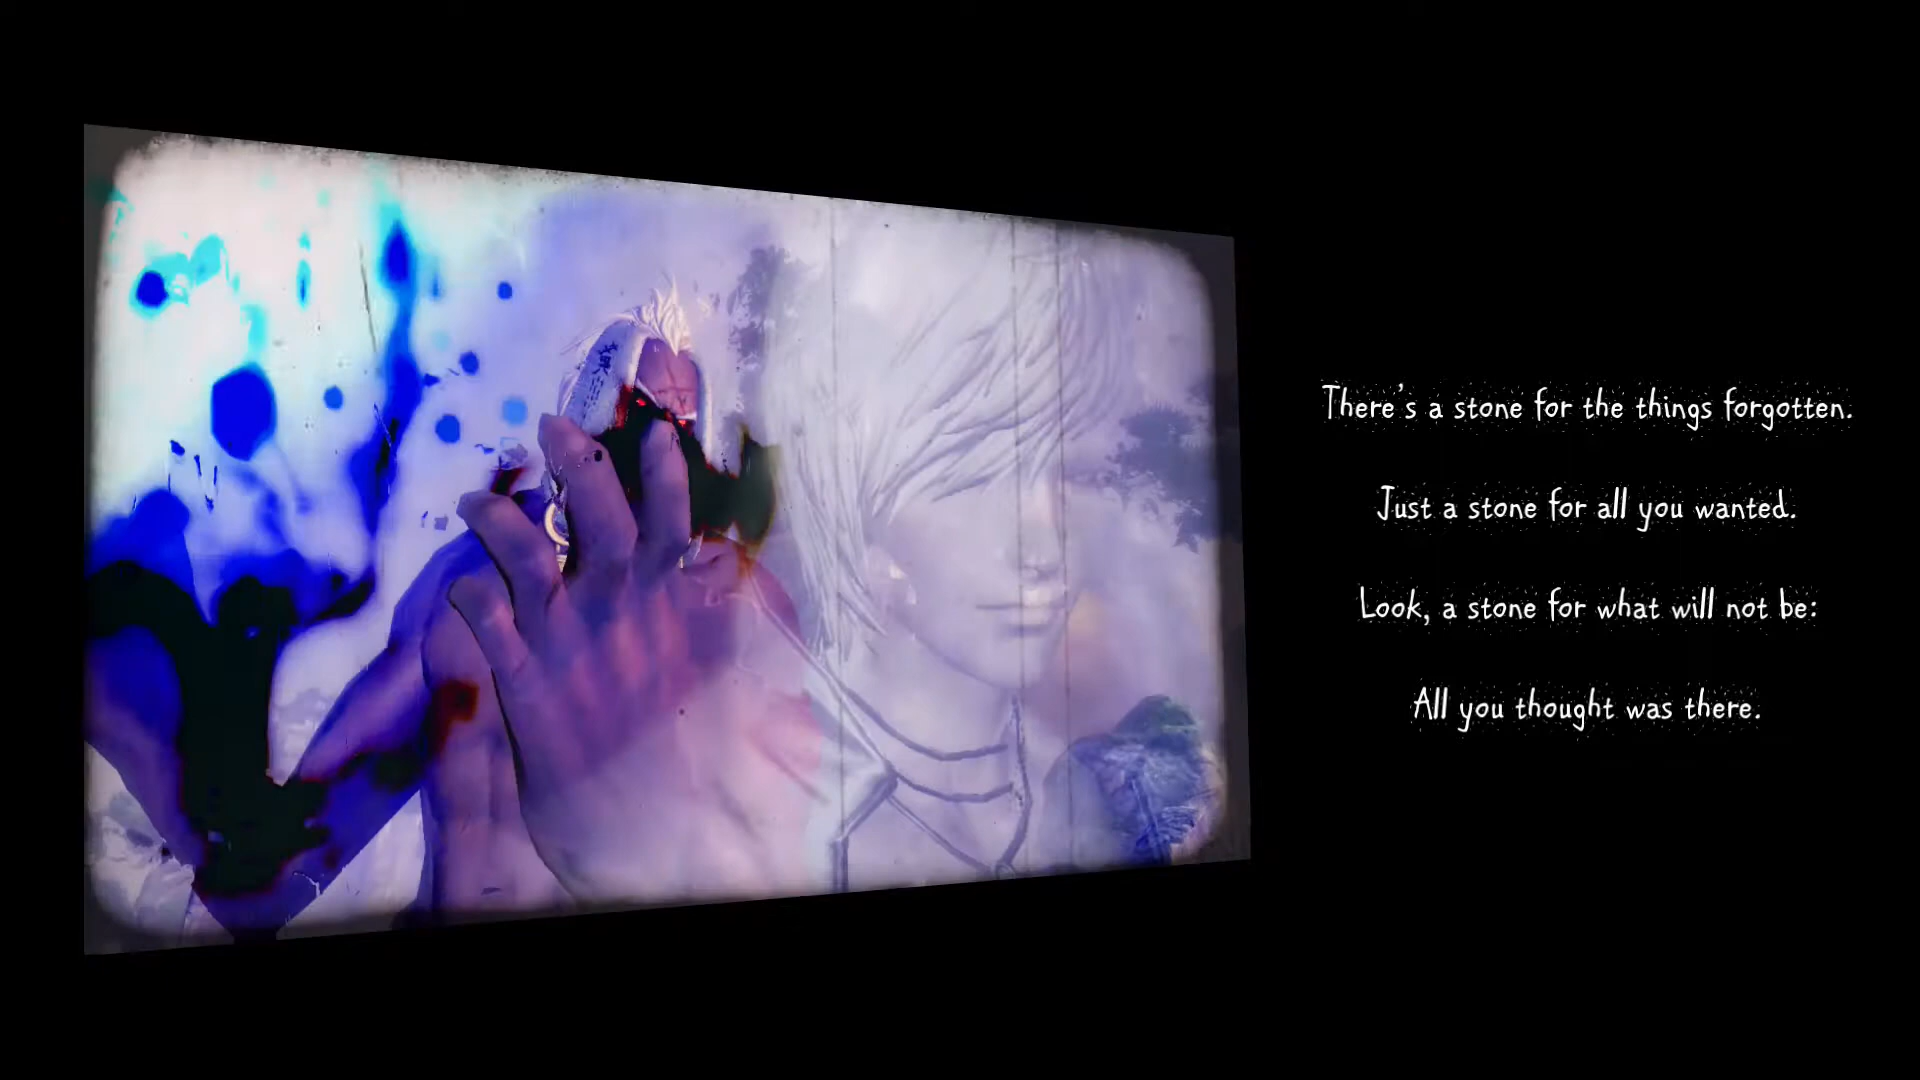 There's a stone for the things forgotten.
Just a stone for all you wanted.
Look, a stone for what will not be:
All you thought was there.